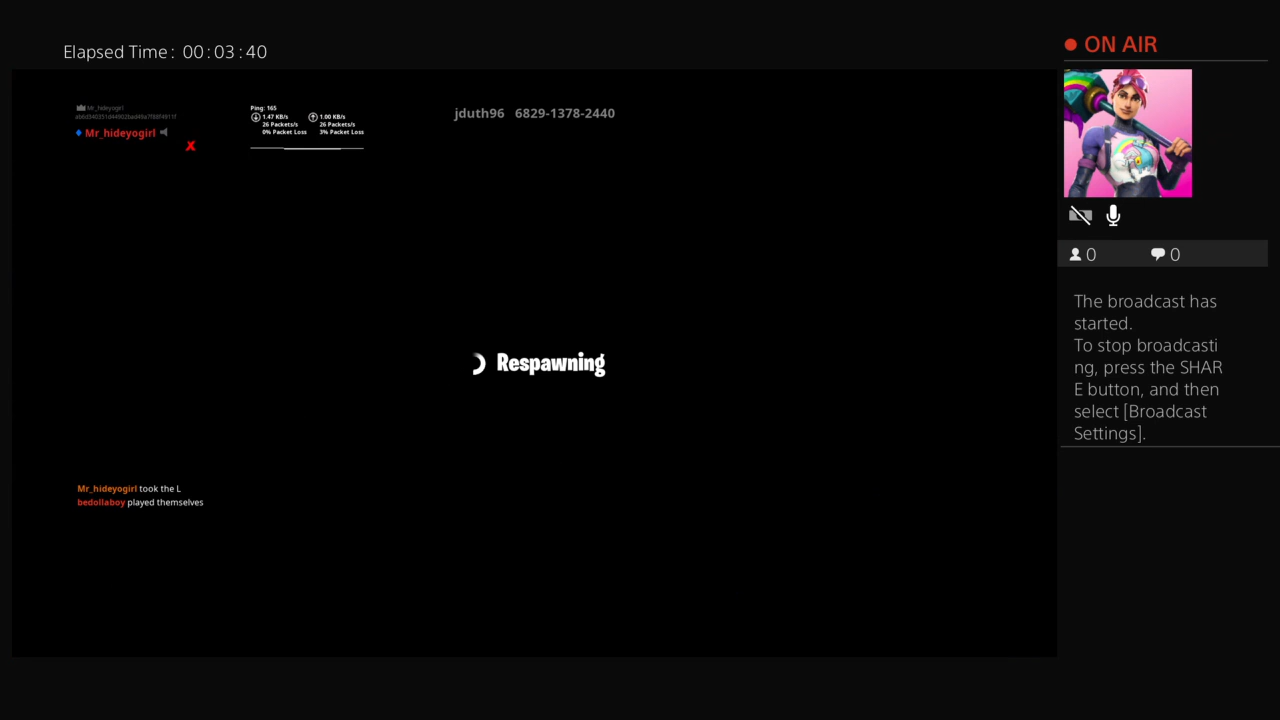 Elapsed Time: 00:03:40
ON AIR
Mr_hideyogirl
Mr_hideyogirl
X
Ping: 165
1.47 KB/s
26 Packets/s
0% Packet Loss
1.00 KB/s
26 Packets/s
3% Packet Loss
jduth96 6829-1378-2440
0 0
The broadcast has
started.
To stop broadcasti
ng, press the SHAR
E button, and then
select [Broadcast
Settings].
Respawning
Mr_hideyogirl took the L
bedollaboy played themselves